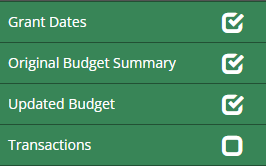 Grant Dates
Original Budget Summary
Updated Budget
Transactions